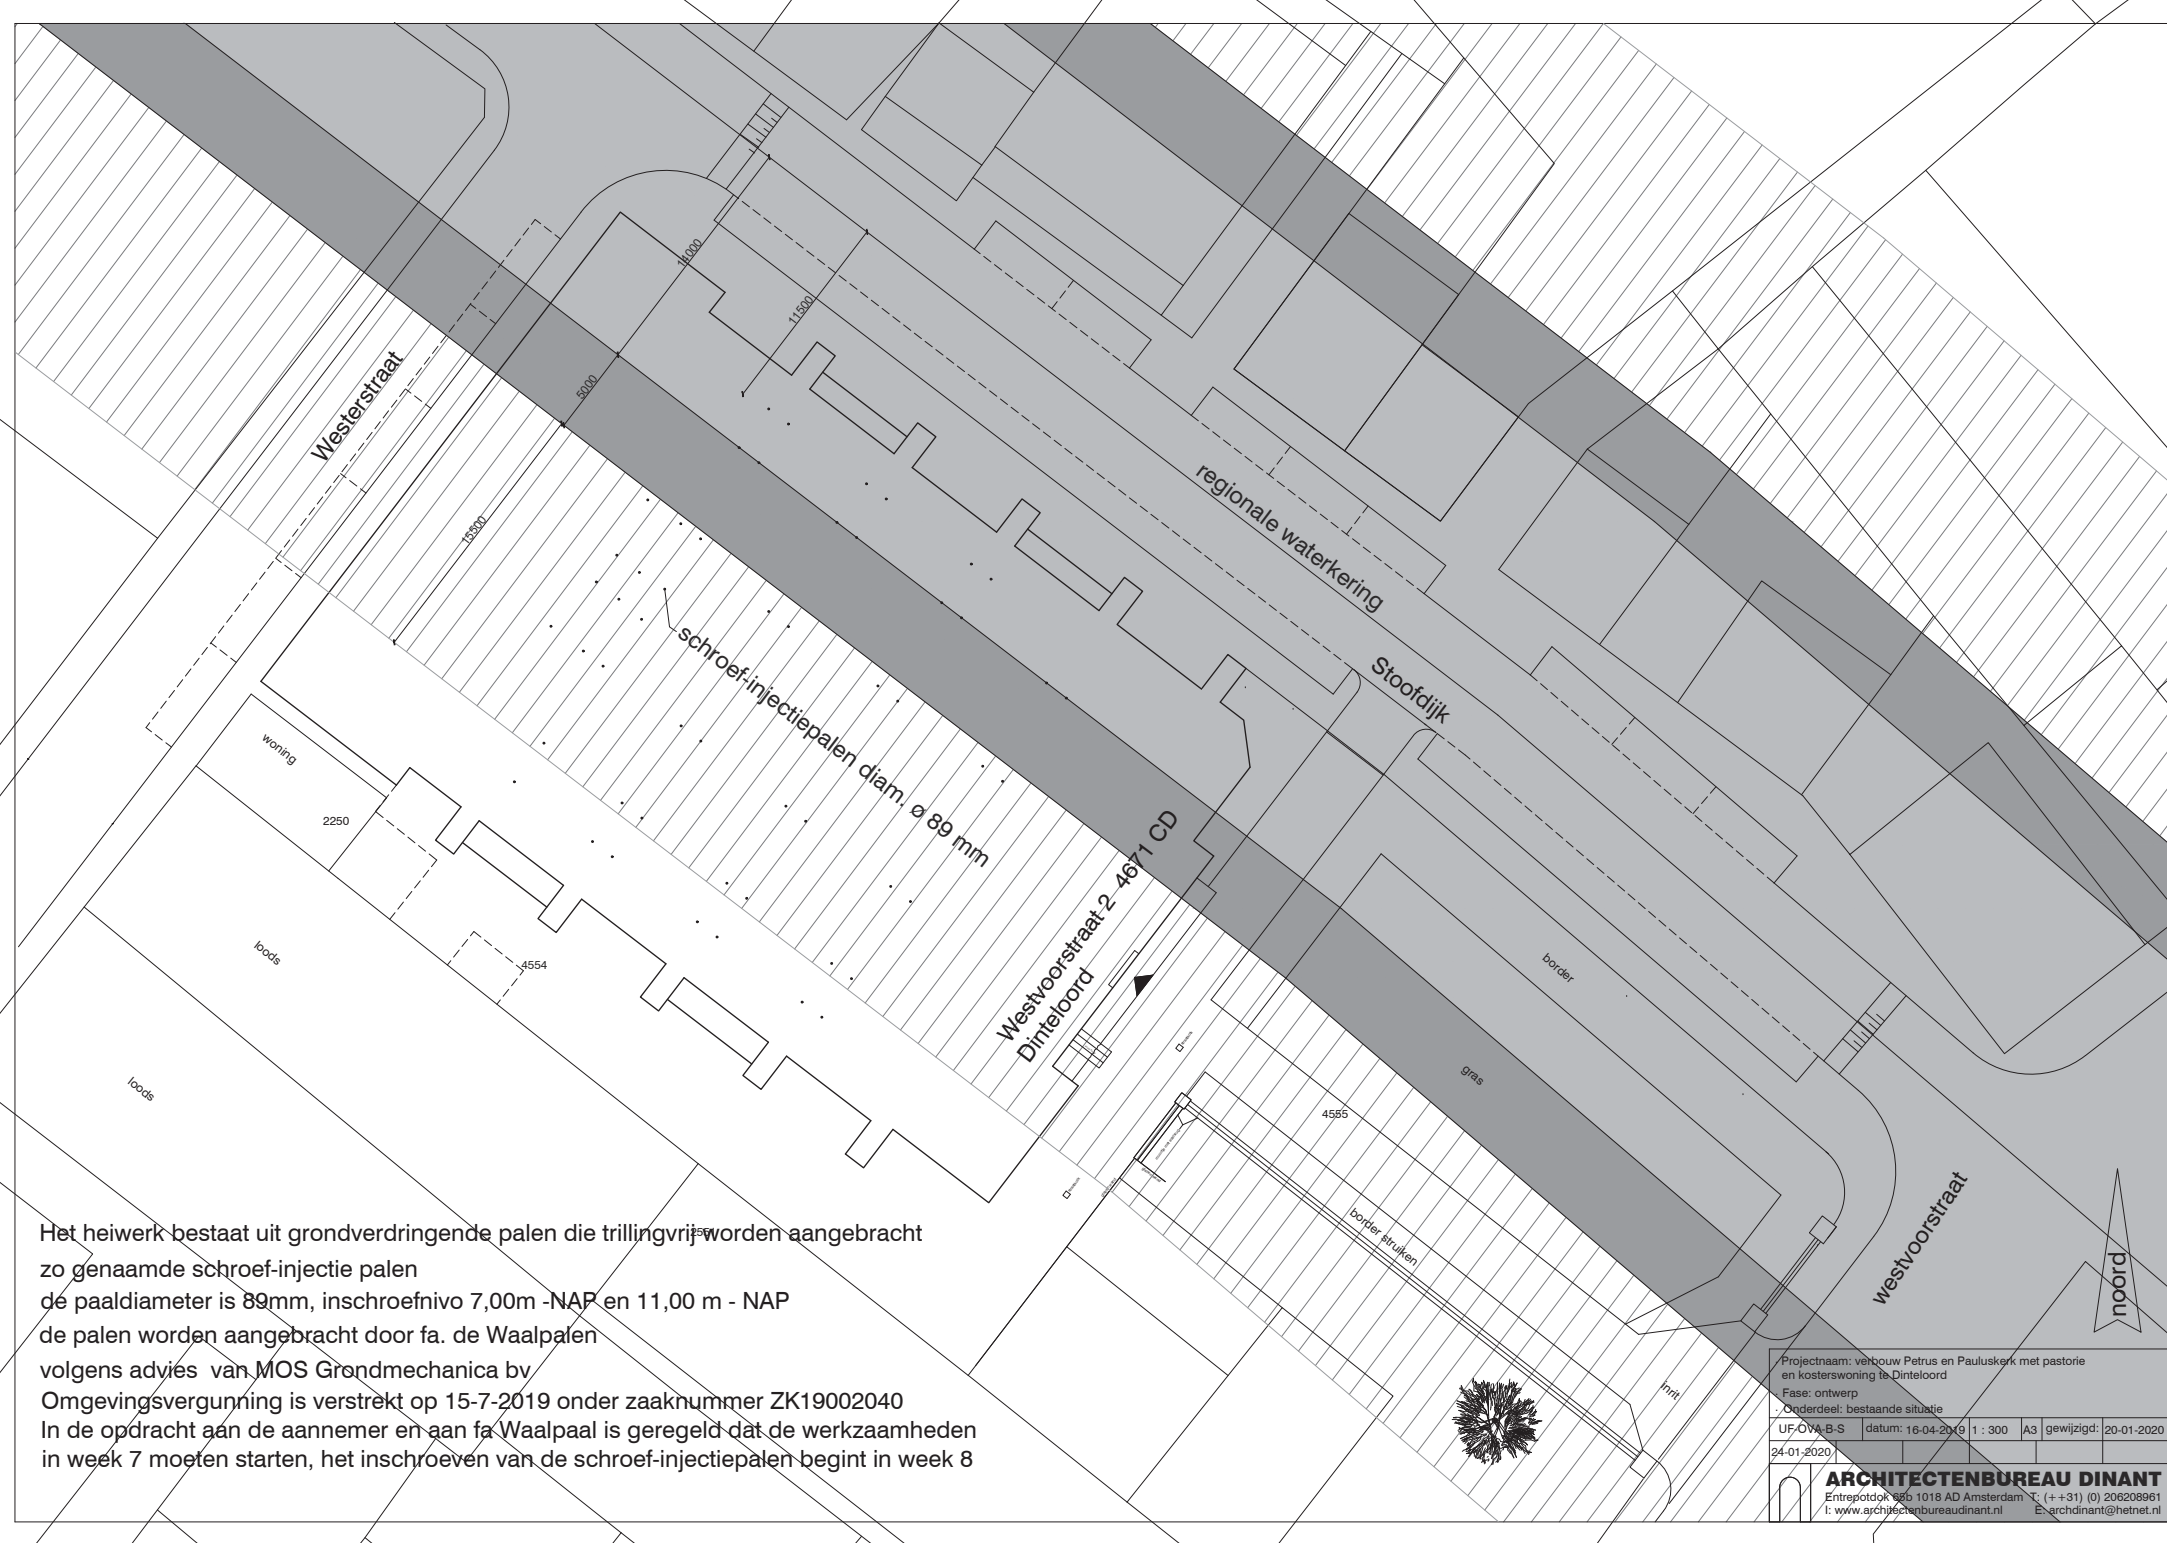 14000
11500
5000
Westerstraat
15500
regionale waterkering
schroef-injectiepalen diam. ø 89 mm
Stoofdijk
woning
2250
Westvoorstraat 2 4671 CD
Dinteloord
loods
4554
border
loods
gras
4555
border struiken
westvoorstraat
noord
inrit
Het heiwerk bestaat uit grondverdringende palen die trillingvrij worden aangebracht
zo genaamde schroef-injectie palen
de paaldiameter is 89mm, inschroefnivo 7,00m -NAP en 11,00 m - NAP
de palen worden aangebracht door fa. de Waalpalen
volgens advies van MOS Grondmechanica bv
Omgevingsvergunning is verstrekt op 15-7-2019 onder zaaknummer ZK19002040
In de opdracht aan de aannemer en aan fa Waalpaal is geregeld dat de werkzaamheden
in week 7 moeten starten, het inschroeven van de schroef-injectiepalen begint in week 8
· Projectnaam: verbouw Petrus en Pauluskerk met pastorie
en kosterswoning te Dinteloord
· Fase: ontwerp
· Onderdeel: bestaande situatie
UF-OVA-B-S datum: 16-04-2019 1 : 300 A3 gewijzigd: 20-01-2020
24-01-2020
ARCHITECTENBUREAU DINANT
Entrepotdok 65b 1018 AD Amsterdam T: (++31) (0) 206208961
I: www.architectenbureaudinant.nl E: archdinant@hetnet.nl